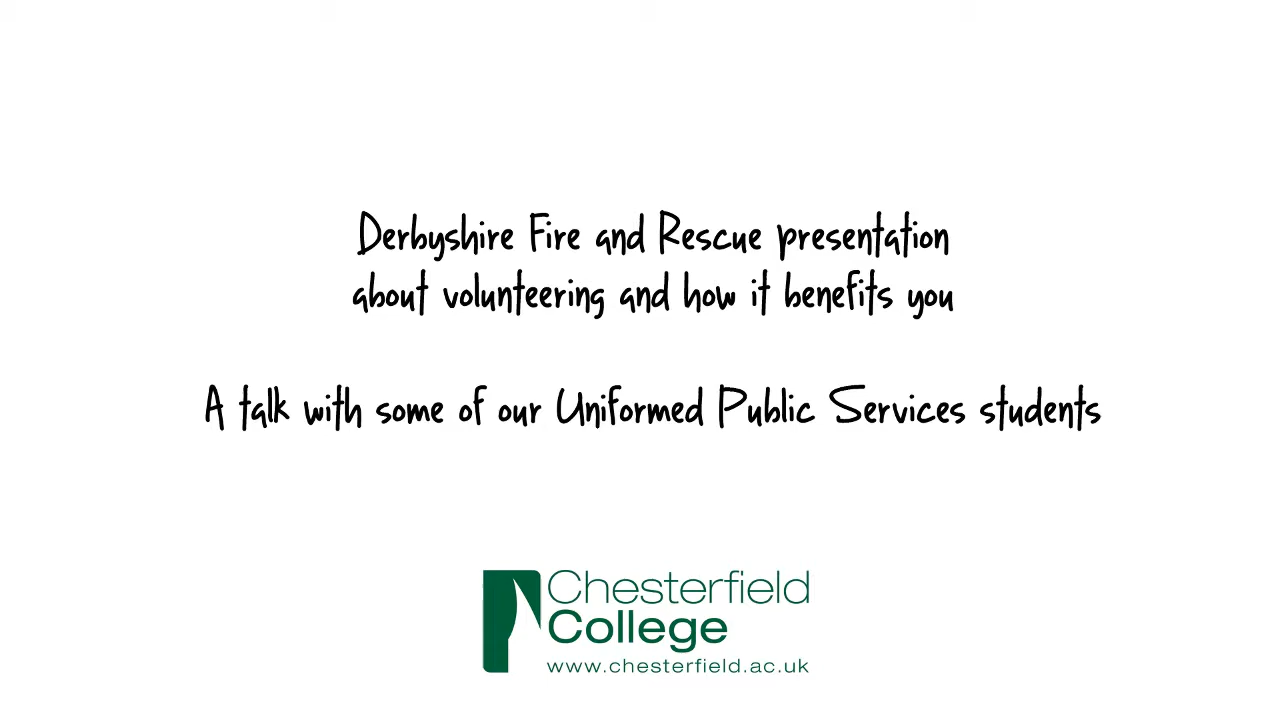 Derbyshire Fire and Rescue presentation
about volunteering and how it benefits you
A talk with some of our Uniformed Public Services students
Chesterfield
College
www.chesterfield.ac.uk